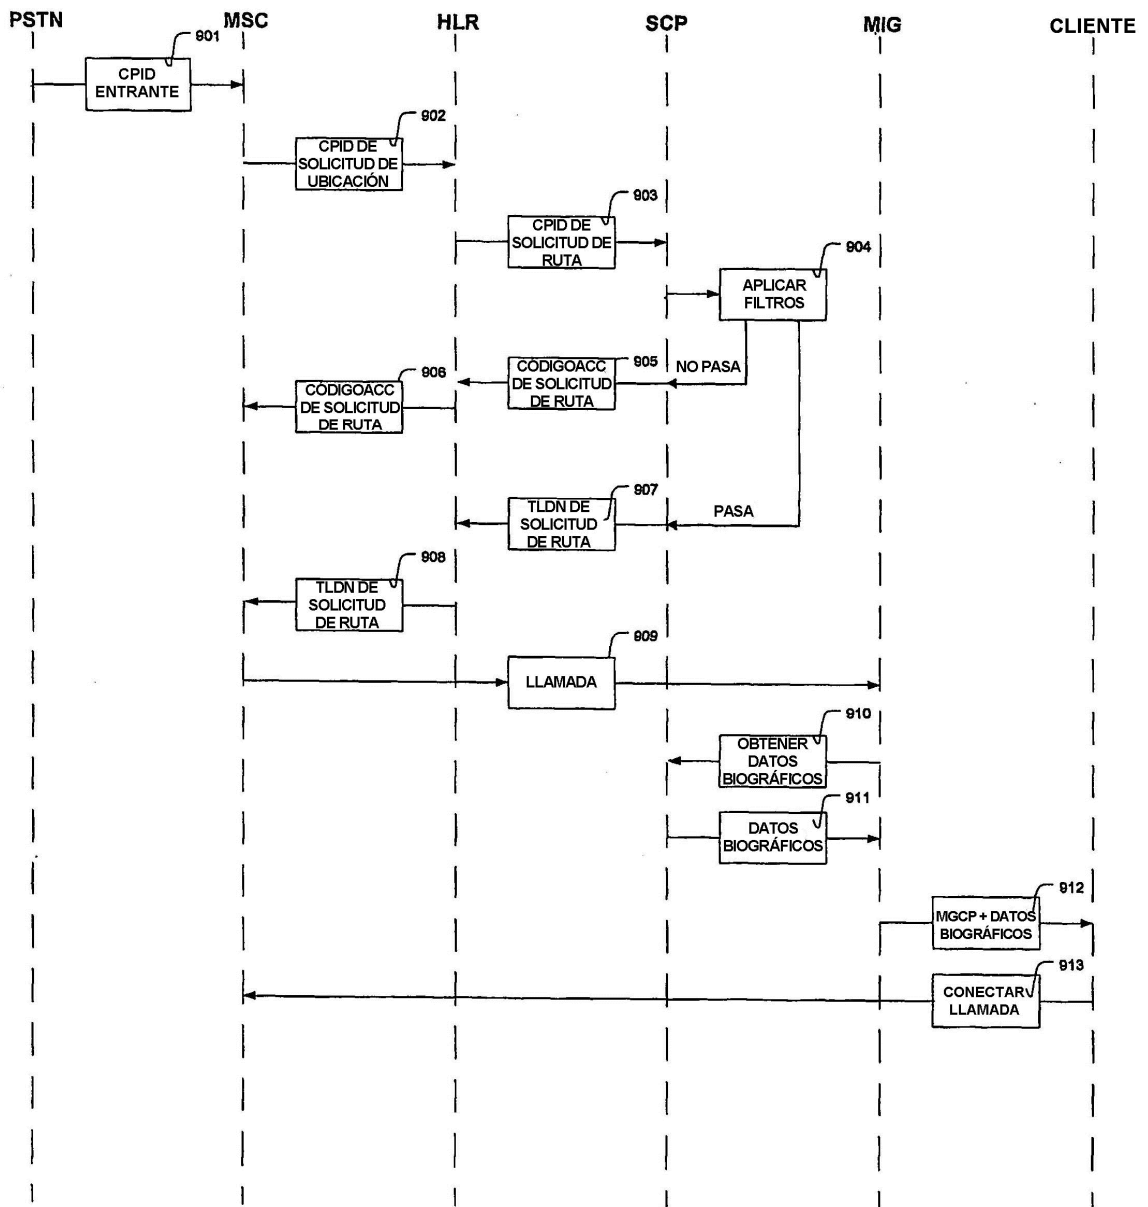 PSTN
MSC
HLR
SCP
MIG
CLIENTE
901
CPID
ENTRANTE
902
CPID DE
SOLICITUD DE
UBICACIÓN
903
CPID DE
SOLICITUD DE
RUTA
904
APLICAR
FILTROS
905
CÓDIGOACC
DE SOLICITUD
DE RUTA
NO PASA
906
CÓDIGOACC
DE SOLICITUD
DE RUTA
907
TLDN DE
SOLICITUD
DE RUTA
PASA
908
TLDN DE
SOLICITUD
DE RUTA
909
LLAMADA
910
OBTENER
DATOS
BIOGRÁFICOS
911
DATOS
BIOGRÁFICOS
912
MGCP + DATOS
BIOGRÁFICOS
913
CONECTAR
LLAMADA